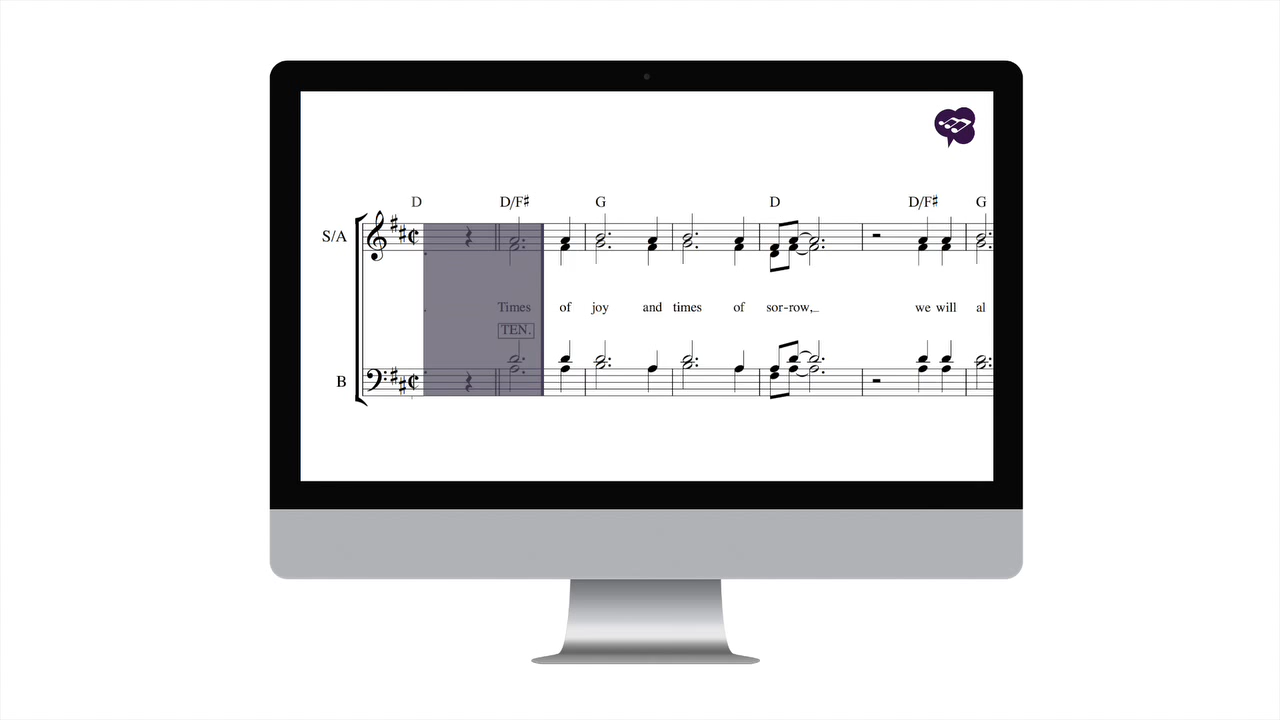 D D/F♯ G D D/F♯ G
S/A
Times of joy and times of sor-row, we will al
TEN.
B